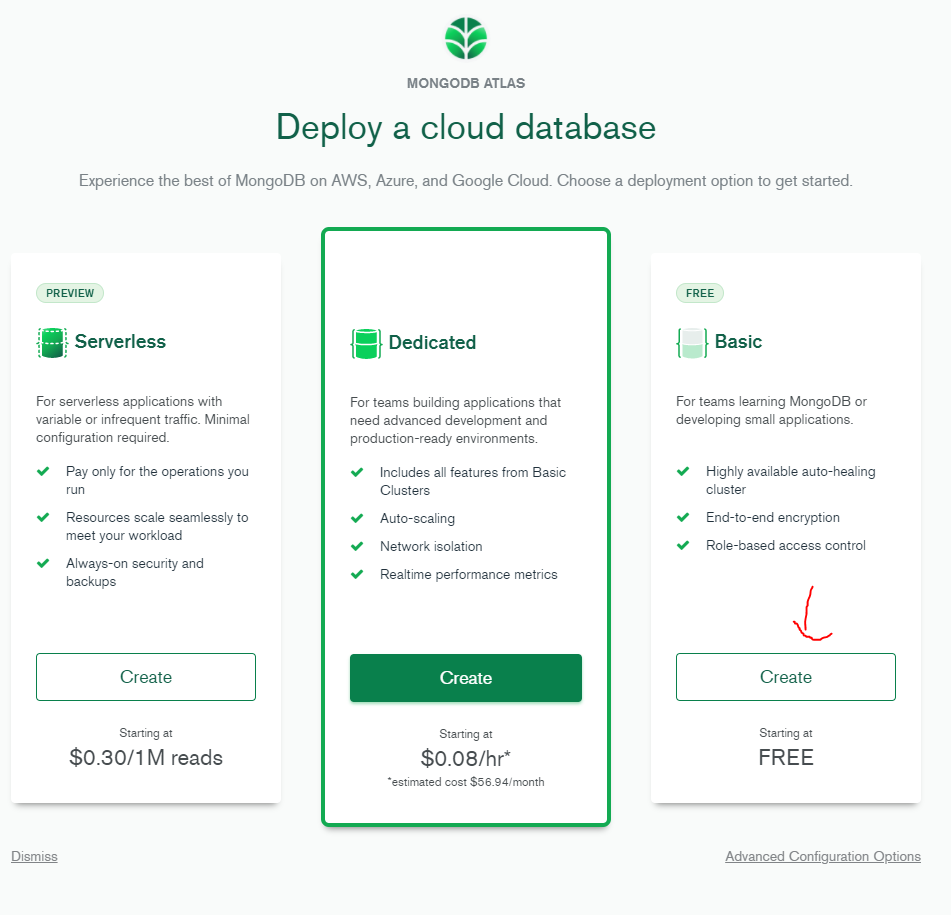 MONGODB ATLAS
Deploy a cloud database
Experience the best of MongoDB on AWS, Azure, and Google Cloud. Choose a deployment option to get started.
PREVIEW
Serverless
For serverless applications with
variable or infrequent traffic. Minimal
configuration required.
Pay only for the operations you
run
Resources scale seamlessly to
meet your workload
Always-on security and
backups
Create
Starting at
$0.30/1M reads
Dedicated
For teams building applications that
need advanced development and
production-ready environments.
Includes all features from Basic
Clusters
Auto-scaling
Network isolation
Realtime performance metrics
Create
Starting at
$0.08/hr*
*estimated cost $56.94/month
FREE
Basic
For teams learning MongoDB or
developing small applications.
Highly available auto-healing
cluster
End-to-end encryption
Role-based access control
Create
Starting at
FREE
Dismiss
Advanced Configuration Options